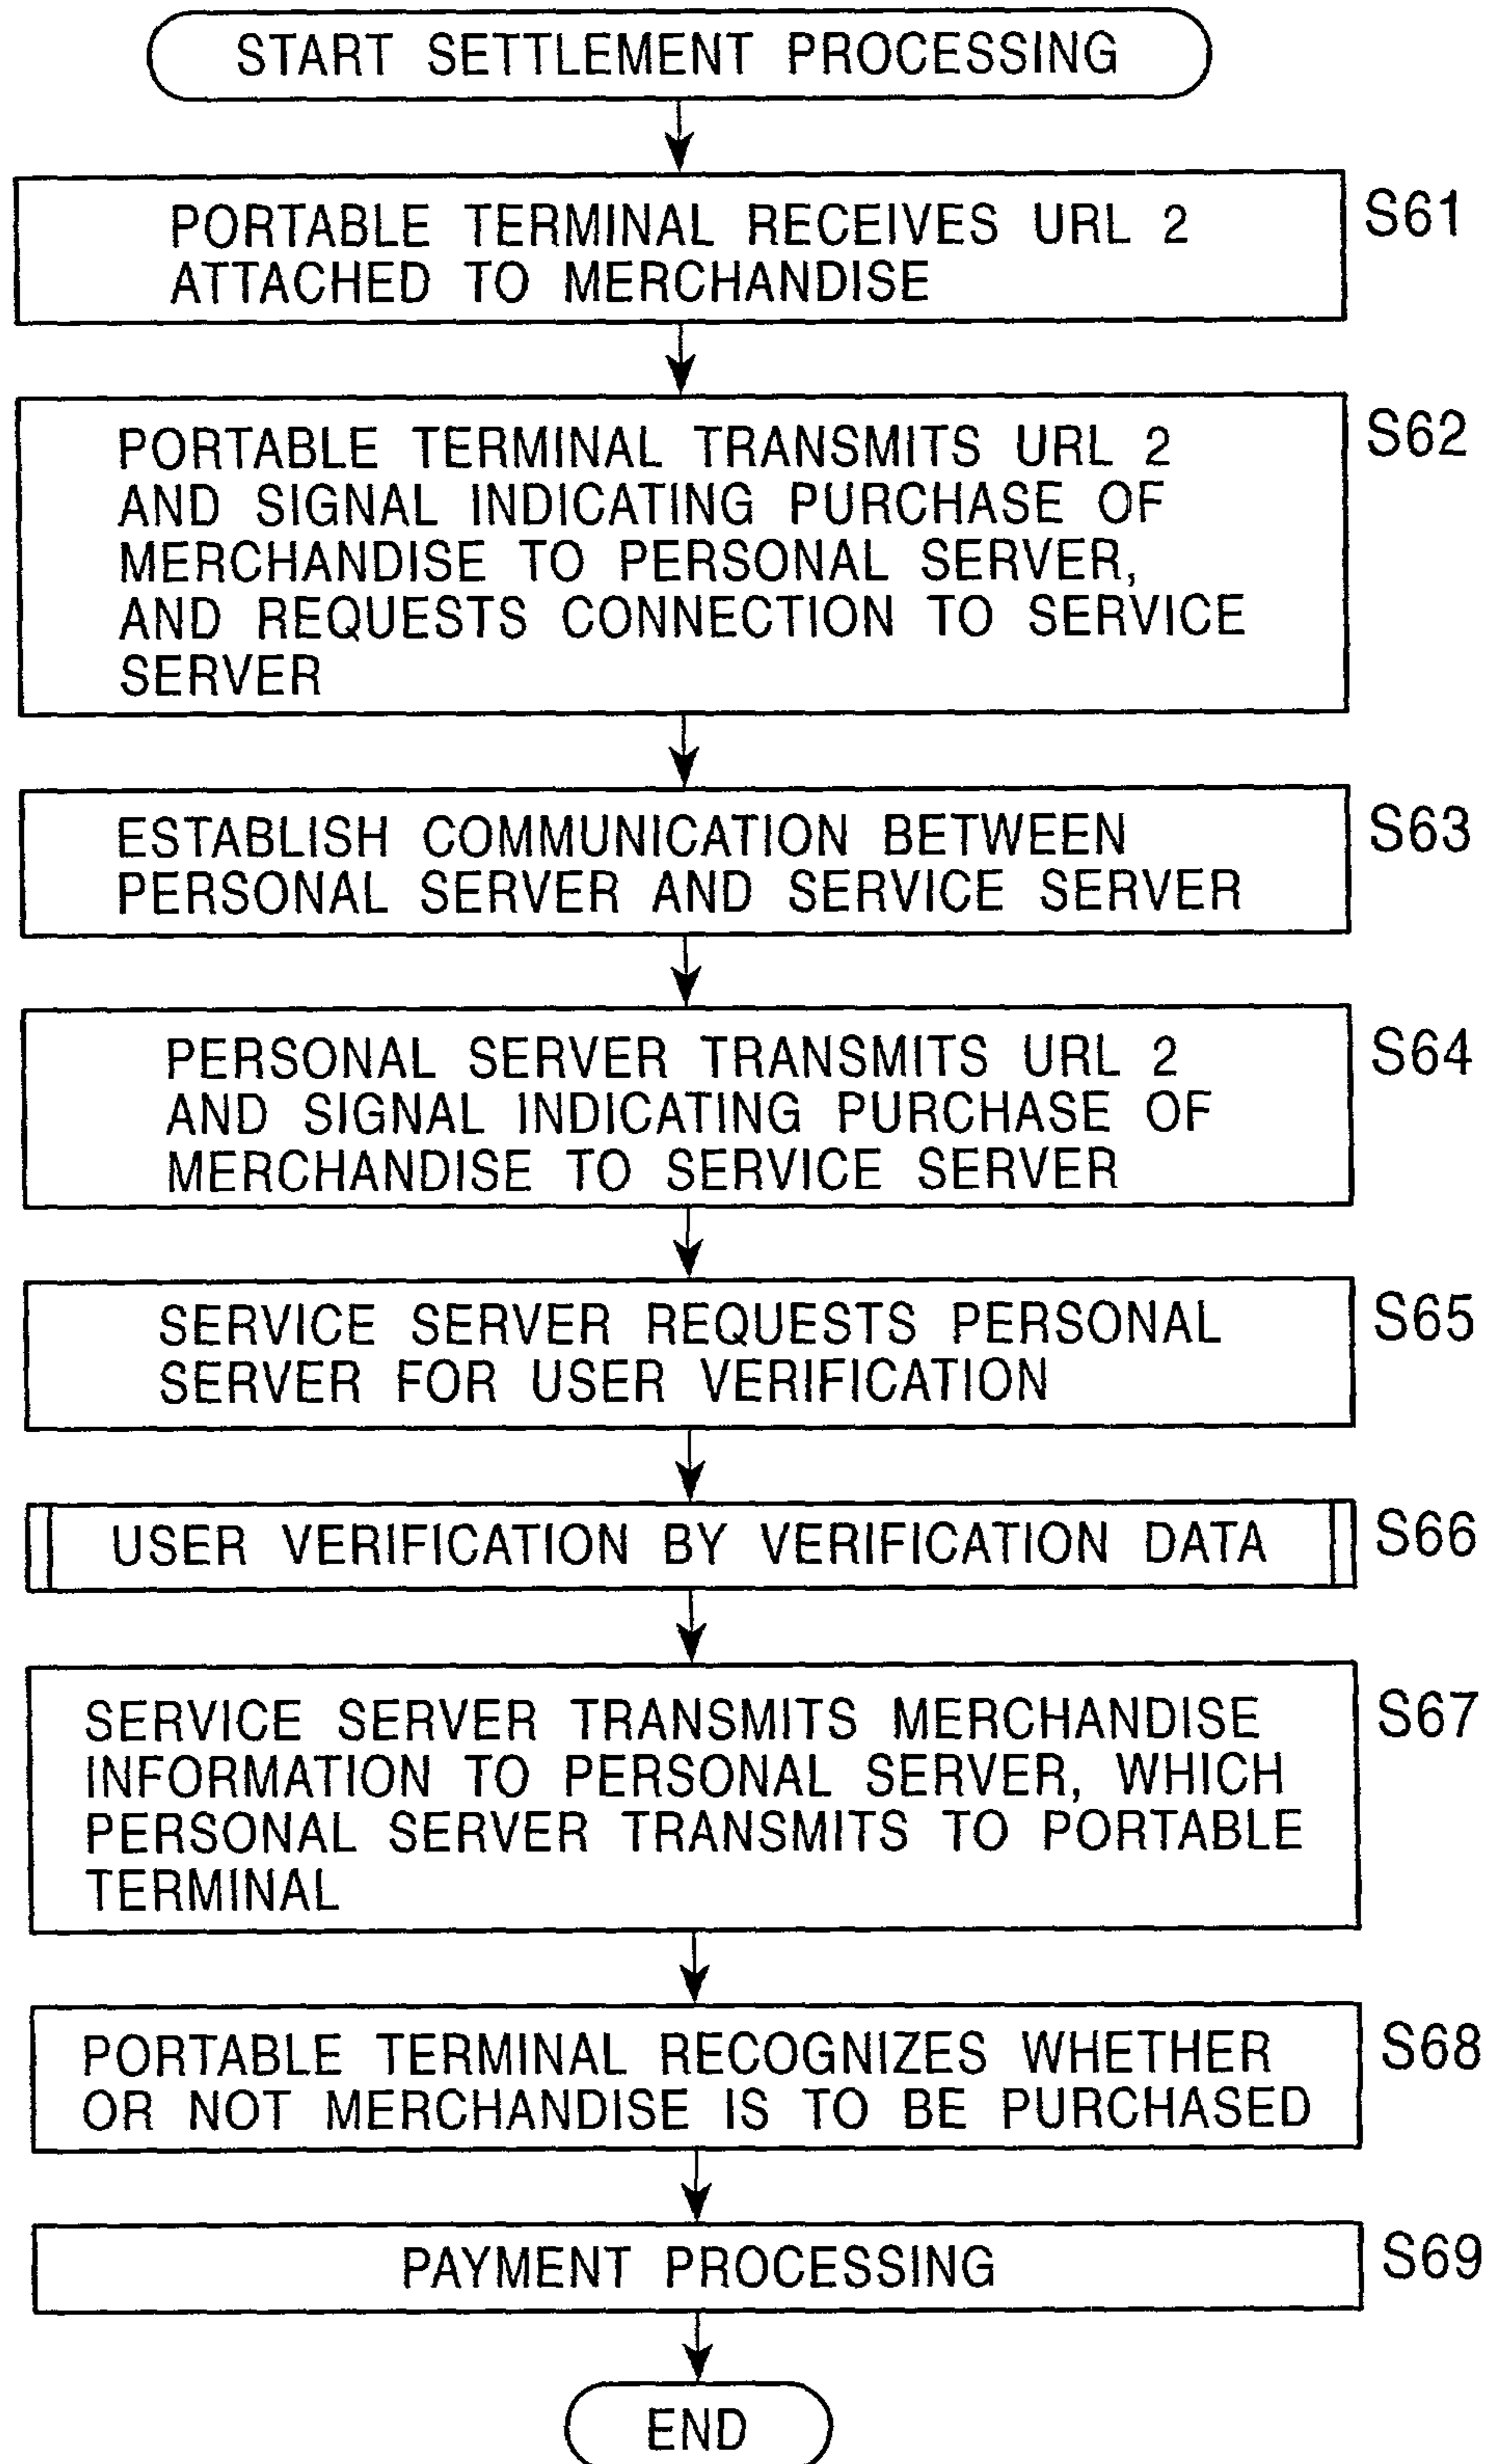 START SETTLEMENT PROCESSING
PORTABLE TERMINAL RECEIVES URL 2
ATTACHED TO MERCHANDISE
S61
PORTABLE TERMINAL TRANSMITS URL 2
AND SIGNAL INDICATING PURCHASE OF
MERCHANDISE TO PERSONAL SERVER,
AND REQUESTS CONNECTION TO SERVICE
SERVER
S62
ESTABLISH COMMUNICATION BETWEEN
PERSONAL SERVER AND SERVICE SERVER
S63
PERSONAL SERVER TRANSMITS URL 2
AND SIGNAL INDICATING PURCHASE OF
MERCHANDISE TO SERVICE SERVER
S64
SERVICE SERVER REQUESTS PERSONAL
SERVER FOR USER VERIFICATION
S65
USER VERIFICATION BY VERIFICATION DATA
S66
SERVICE SERVER TRANSMITS MERCHANDISE
INFORMATION TO PERSONAL SERVER, WHICH
PERSONAL SERVER TRANSMITS TO PORTABLE
TERMINAL
S67
PORTABLE TERMINAL RECOGNIZES WHETHER
OR NOT MERCHANDISE IS TO BE PURCHASED
S68
PAYMENT PROCESSING
S69
END